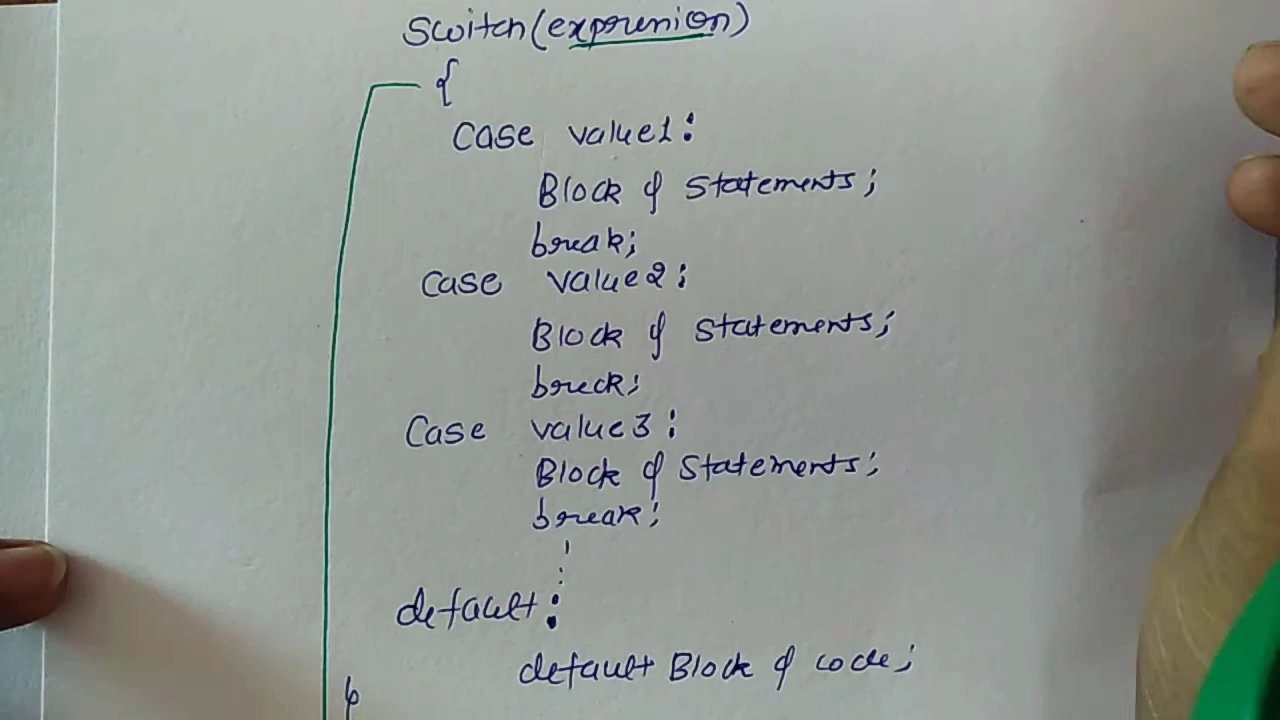 Switch(expression)
{
Case value1:
Block of statements;
break;
Case value2:
Block of statements;
break;
Case value3:
Block of statements;
break;
default:
default Block of code;